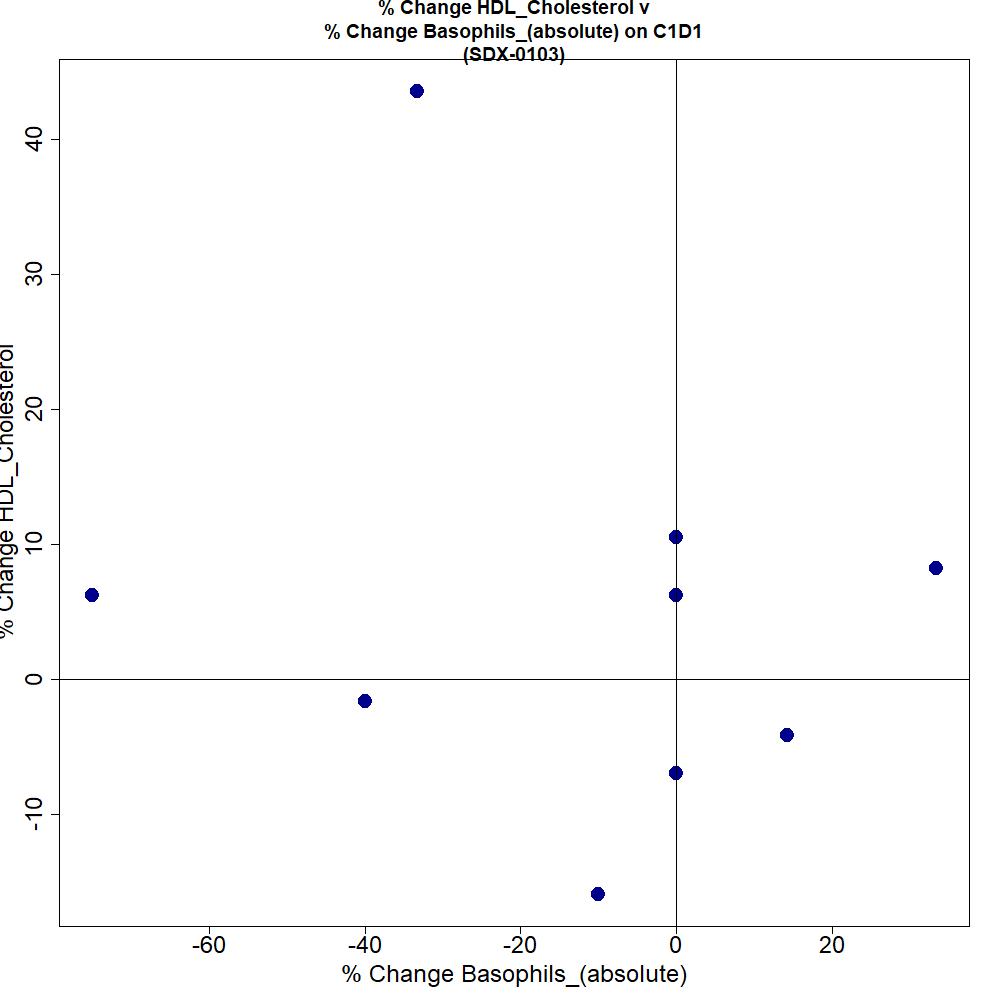 % Change HDL_Cholesterol v
% Change Basophils_(absolute) on C1D1
(SDX-0103)
% Change HDL_Cholesterol
40
30
20
10
0
-10
-60
-40
-20
0
20
% Change Basophils_(absolute)